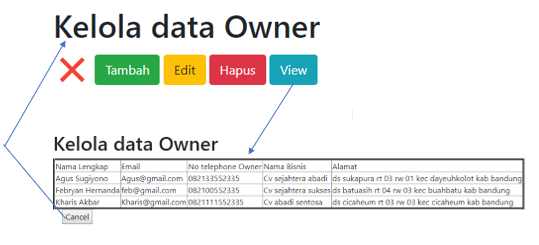 Kelola data Owner
Tambah Edit Hapus View
Kelola data Owner
Nama Lengkap Email No telephone Owner Nama Bisnis Alamat
Agus Sugiyono Agus@gmail.com 082133552335 Cv sejahtera abadi ds sukapura rt 03 rw 01 kec dayeuhkolot kab bandung
Febryan Hernanda feb@gmail.com 082100552335 Cv sejahtera sukses ds batuasih rt 04 rw 03 kec buahbatu kab bandung
Kharis Akbar Kharis@gmail.com 0821111552335 Cv abadi sentosa ds cicaheum rt 03 rw 03 kec cicaheum kab bandung
Cancel